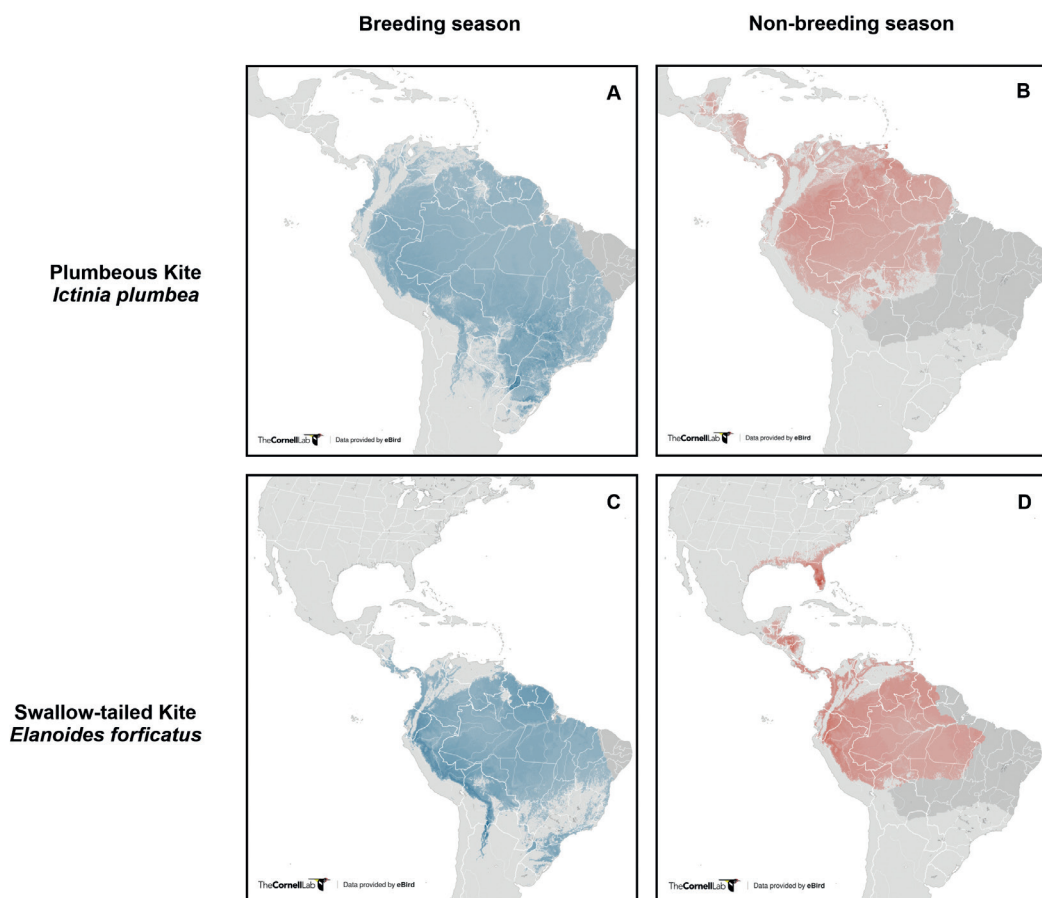 Breeding season
Non-breeding season
Plumbeous Kite
Ictinia plumbea
A
TheCornellLab | Data provided by eBird
B
TheCornellLab | Data provided by eBird
Swallow-tailed Kite
Elanoides forficatus
C
TheCornellLab | Data provided by eBird
D
TheCornellLab | Data provided by eBird